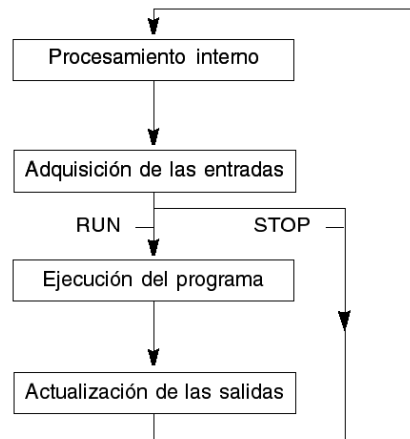 Procesamiento interno
Adquisición de las entradas
RUN
STOP
Ejecución del programa
Actualización de las salidas